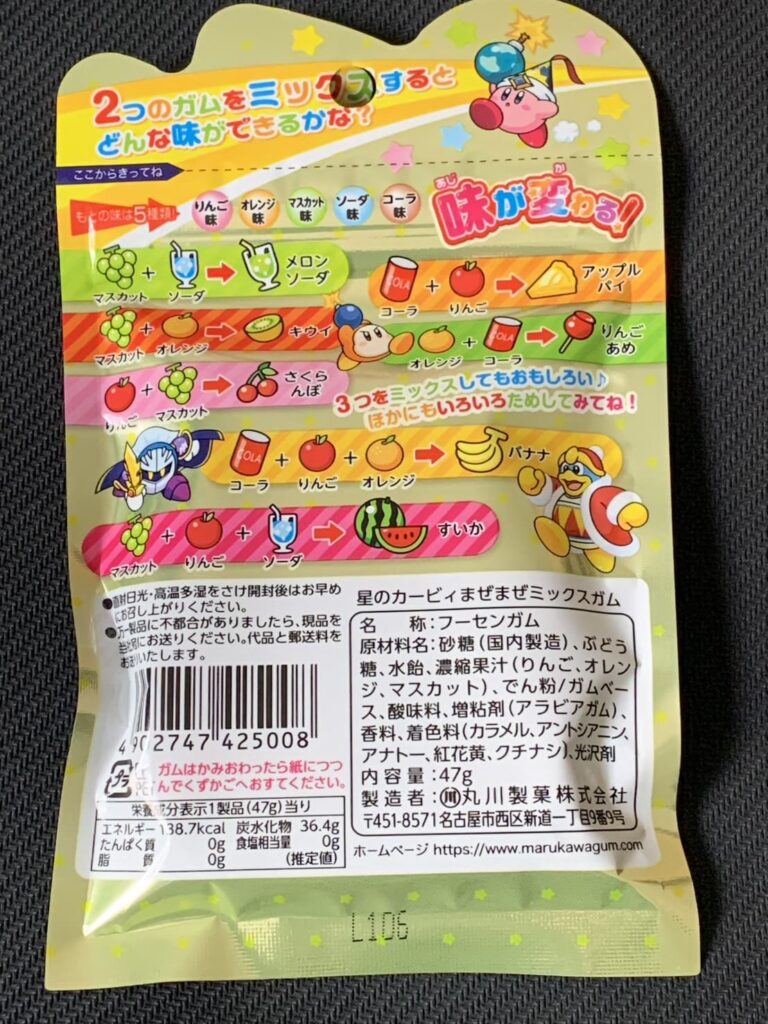 2つのガムをミックスすると
どんな味ができるかな?
ここからきってね
もとの味は5種類!
りんご味
オレンジ味
マスカット味
ソーダ味
コーラ味
味が変わる!
あじ か
マスカット + ソーダ メロンソーダ
コーラ + りんご アップルパイ
マスカット + オレンジ キウイ
オレンジ + コーラ りんごあめ
りんご + マスカット さくらんぼ
3つをミックスしてもおもしろい♪
ほかにもいろいろためしてみてね!
コーラ + りんご + オレンジ バナナ
マスカット + りんご + ソーダ すいか
●直射日光・高温多湿をさけ開封後はお早め
にお召し上がりください。
●万一製品に不都合がありましたら、現品を
当社宛にお送りください。代品と郵送料を
お送りいたします。
4902747425008
プラ
ガムはかみおわったら紙につつ
んでくずかごへおすてください。
栄養成分表示1製品(47g)当り
エネルギー 138.7kcal 炭水化物 36.4g
たんぱく質 0g 食塩相当量 0g
脂質 0g (推定値)
星のカービィまぜまぜミックスガム
名 称:フーセンガム
原材料名:砂糖(国内製造)、ぶどう
糖、水飴、濃縮果汁(りんご、オレン
ジ、マスカット)、でん粉/ガムベー
ス、酸味料、増粘剤(アラビアガム)、
香料、着色料(カラメル、アントシアニン、
アナトー、紅花黄、クチナシ)、光沢剤
内容量:47g
製造者:川丸川製菓株式会社
〒451-8571名古屋市西区新道一丁目9番9号
ホームページ https://www.marukawagum.com
L106